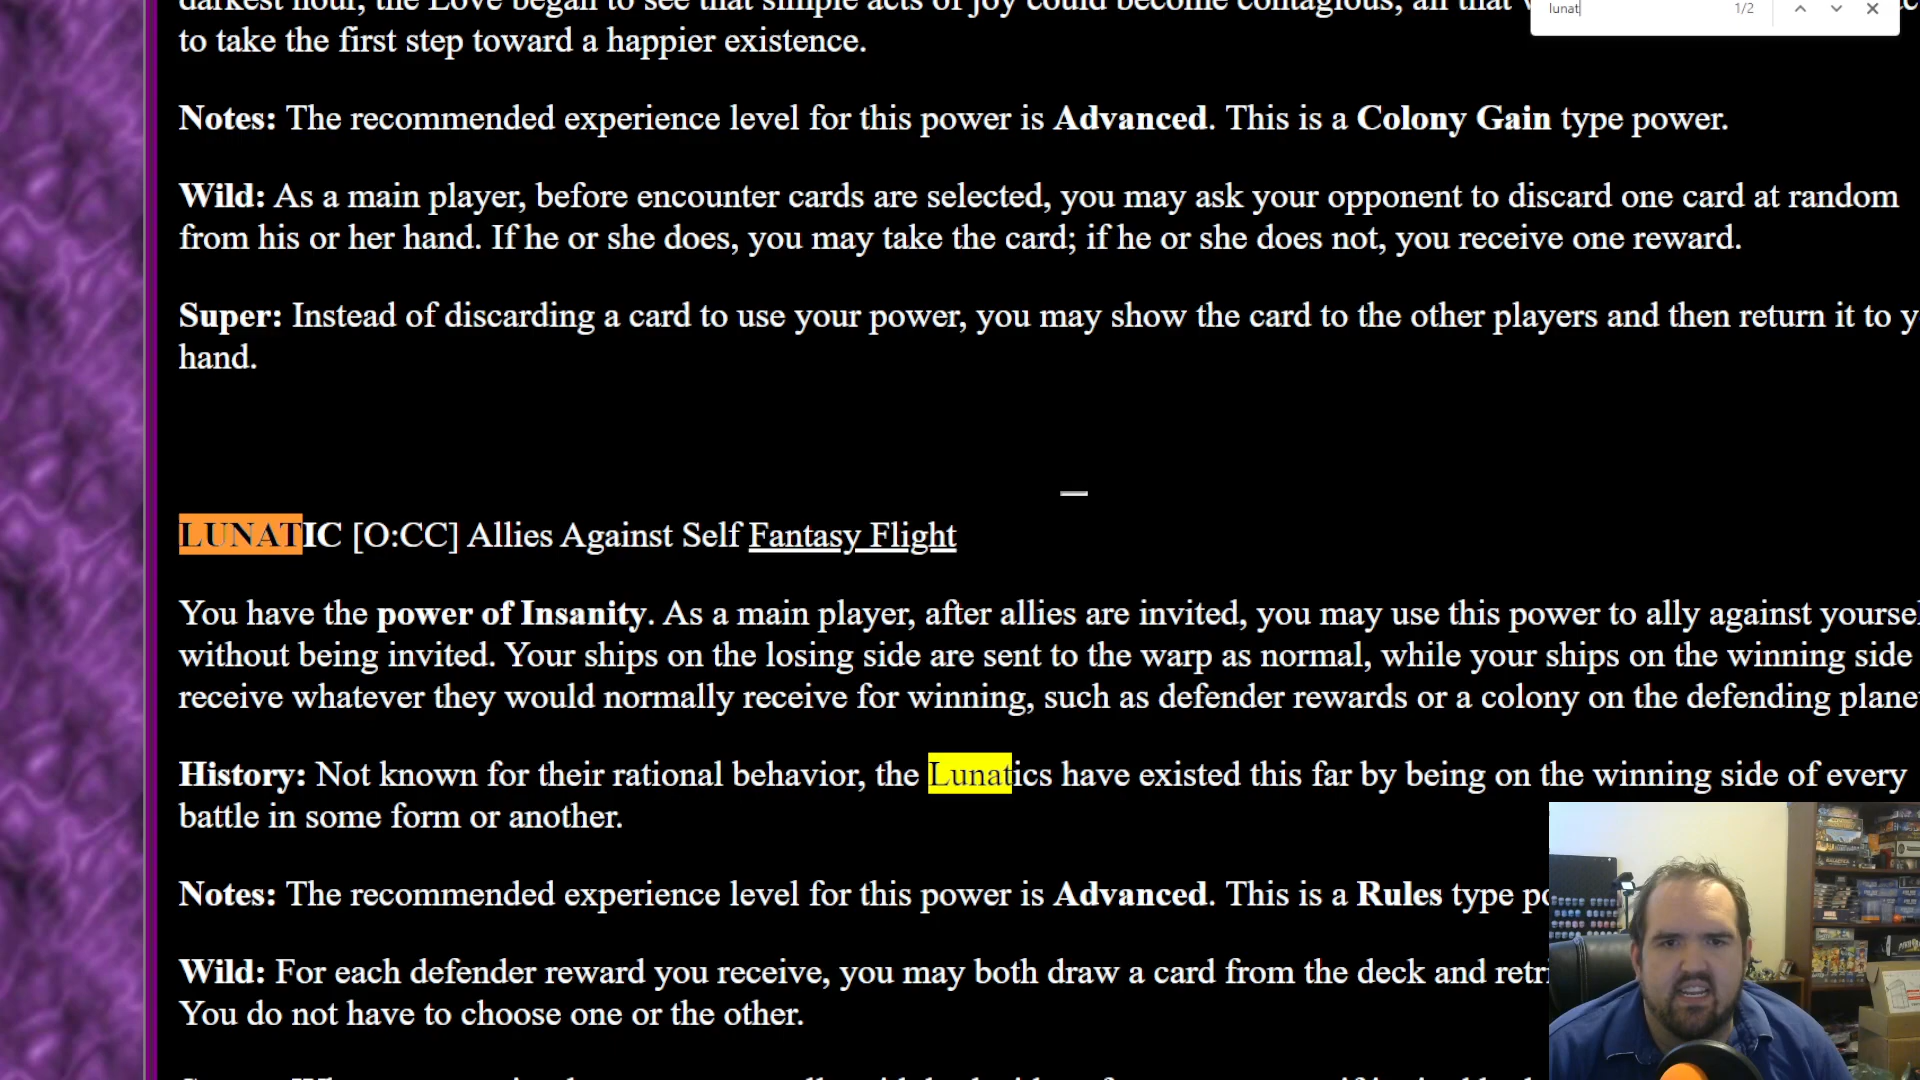 lunat 1/2
to take the first step toward a happier existence.
Notes: The recommended experience level for this power is Advanced. This is a Colony Gain type power.
Wild: As a main player, before encounter cards are selected, you may ask your opponent to discard one card at random
from his or her hand. If he or she does, you may take the card; if he or she does not, you receive one reward.
Super: Instead of discarding a card to use your power, you may show the card to the other players and then return it to y
hand.
LUNATIC [O:CC] Allies Against Self Fantasy Flight
You have the power of Insanity. As a main player, after allies are invited, you may use this power to ally against yoursel
without being invited. Your ships on the losing side are sent to the warp as normal, while your ships on the winning side
receive whatever they would normally receive for winning, such as defender rewards or a colony on the defending plane
History: Not known for their rational behavior, the Lunatics have existed this far by being on the winning side of every
battle in some form or another.
Notes: The recommended experience level for this power is Advanced. This is a Rules type po
Wild: For each defender reward you receive, you may both draw a card from the deck and retri
You do not have to choose one or the other.